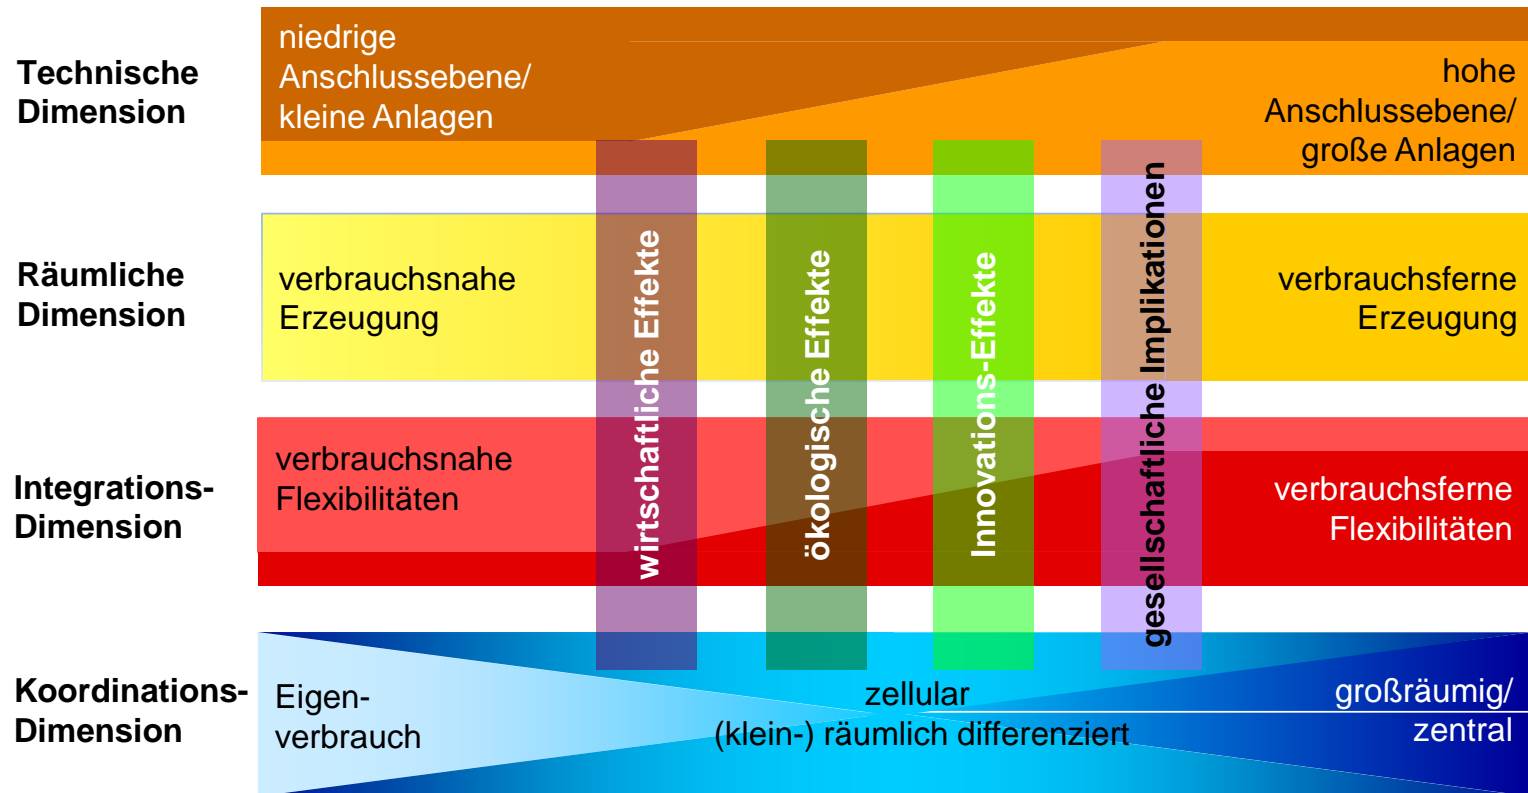 Technische
Dimension
niedrige
Anschlussebene/
kleine Anlagen
hohe
Anschlussebene/
große Anlagen
Räumliche
Dimension
verbrauchsnahe
Erzeugung
verbrauchsferne
Erzeugung
Integrations-
Dimension
verbrauchsnahe
Flexibilitäten
verbrauchsferne
Flexibilitäten
wirtschaftliche Effekte
ökologische Effekte
Innovations-Effekte
gesellschaftliche Implikationen
Koordinations-
Dimension
Eigen-
verbrauch
zellular
(klein-) räumlich differenziert
großräumig/
zentral